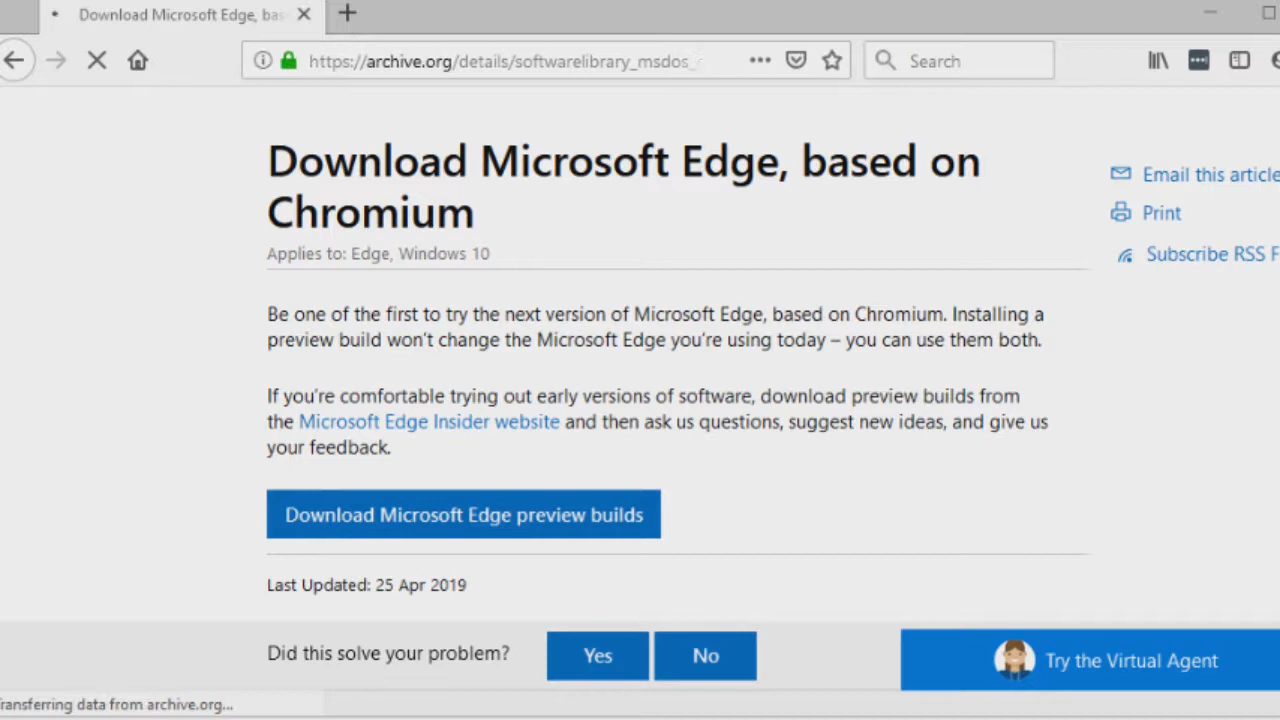 Download Microsoft Edge, bas
https://archive.org/details/softwarelibrary_msdos_
Search
Download Microsoft Edge, based on
Chromium
Applies to: Edge, Windows 10
Email this article
Print
Subscribe RSS F
Be one of the first to try the next version of Microsoft Edge, based on Chromium. Installing a
preview build won't change the Microsoft Edge you're using today – you can use them both.
If you're comfortable trying out early versions of software, download preview builds from
the Microsoft Edge Insider website and then ask us questions, suggest new ideas, and give us
your feedback.
Download Microsoft Edge preview builds
Last Updated: 25 Apr 2019
Did this solve your problem?
Yes
No
Try the Virtual Agent
ransferring data from archive.org...